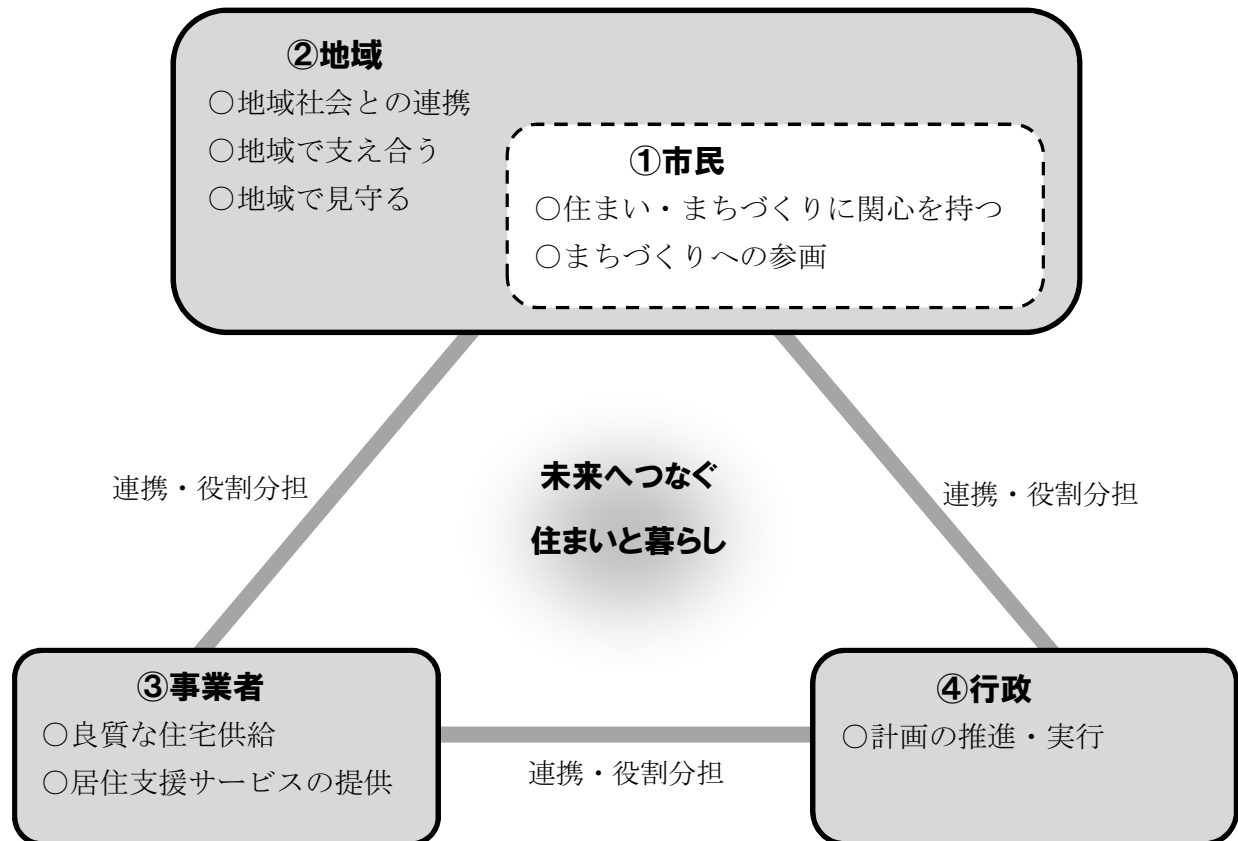 ②地域
○地域社会との連携
○地域で支え合う
○地域で見守る
①市民
○住まい・まちづくりに関心を持つ
○まちづくりへの参画
連携・役割分担
未来へつなぐ
住まいと暮らし
連携・役割分担
③事業者
○良質な住宅供給
○居住支援サービスの提供
連携・役割分担
④行政
○計画の推進・実行